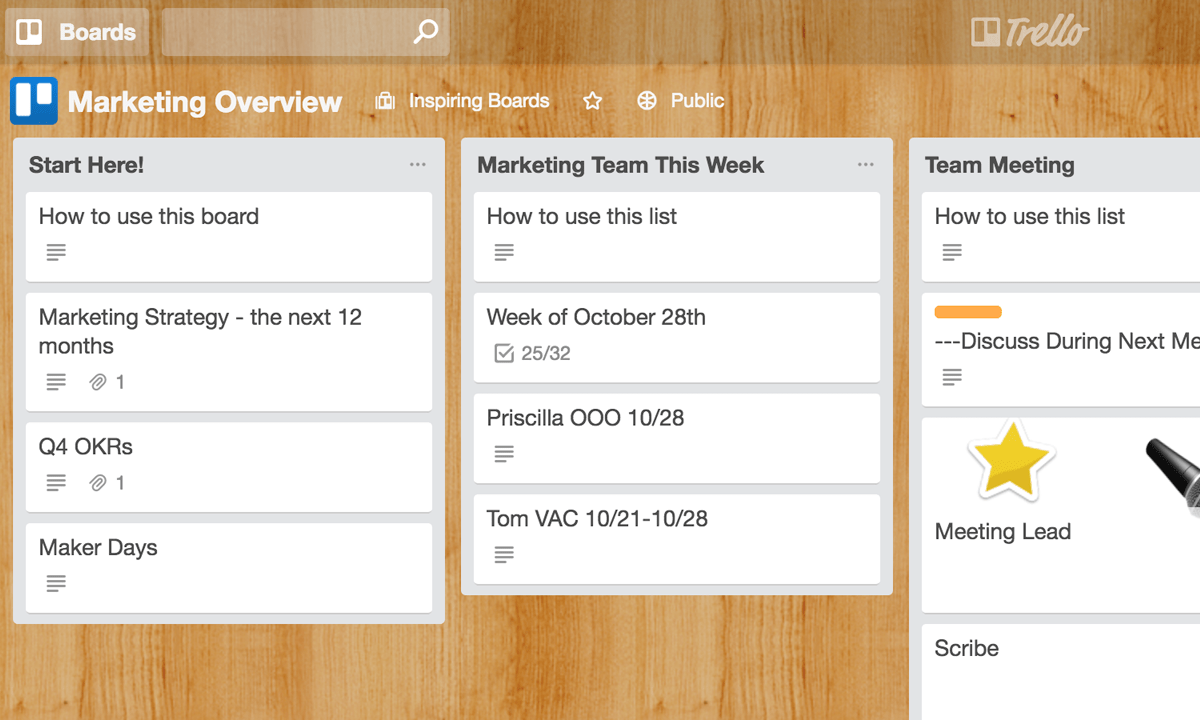 Boards
Trello
Marketing Overview
Inspiring Boards
Public
Start Here!
How to use this board
Marketing Strategy - the next 12
months
1
Q4 OKRs
1
Maker Days
Marketing Team This Week
How to use this list
Week of October 28th
25/32
Priscilla OOO 10/28
Tom VAC 10/21-10/28
Team Meeting
How to use this list
---Discuss During Next Me
Meeting Lead
Scribe